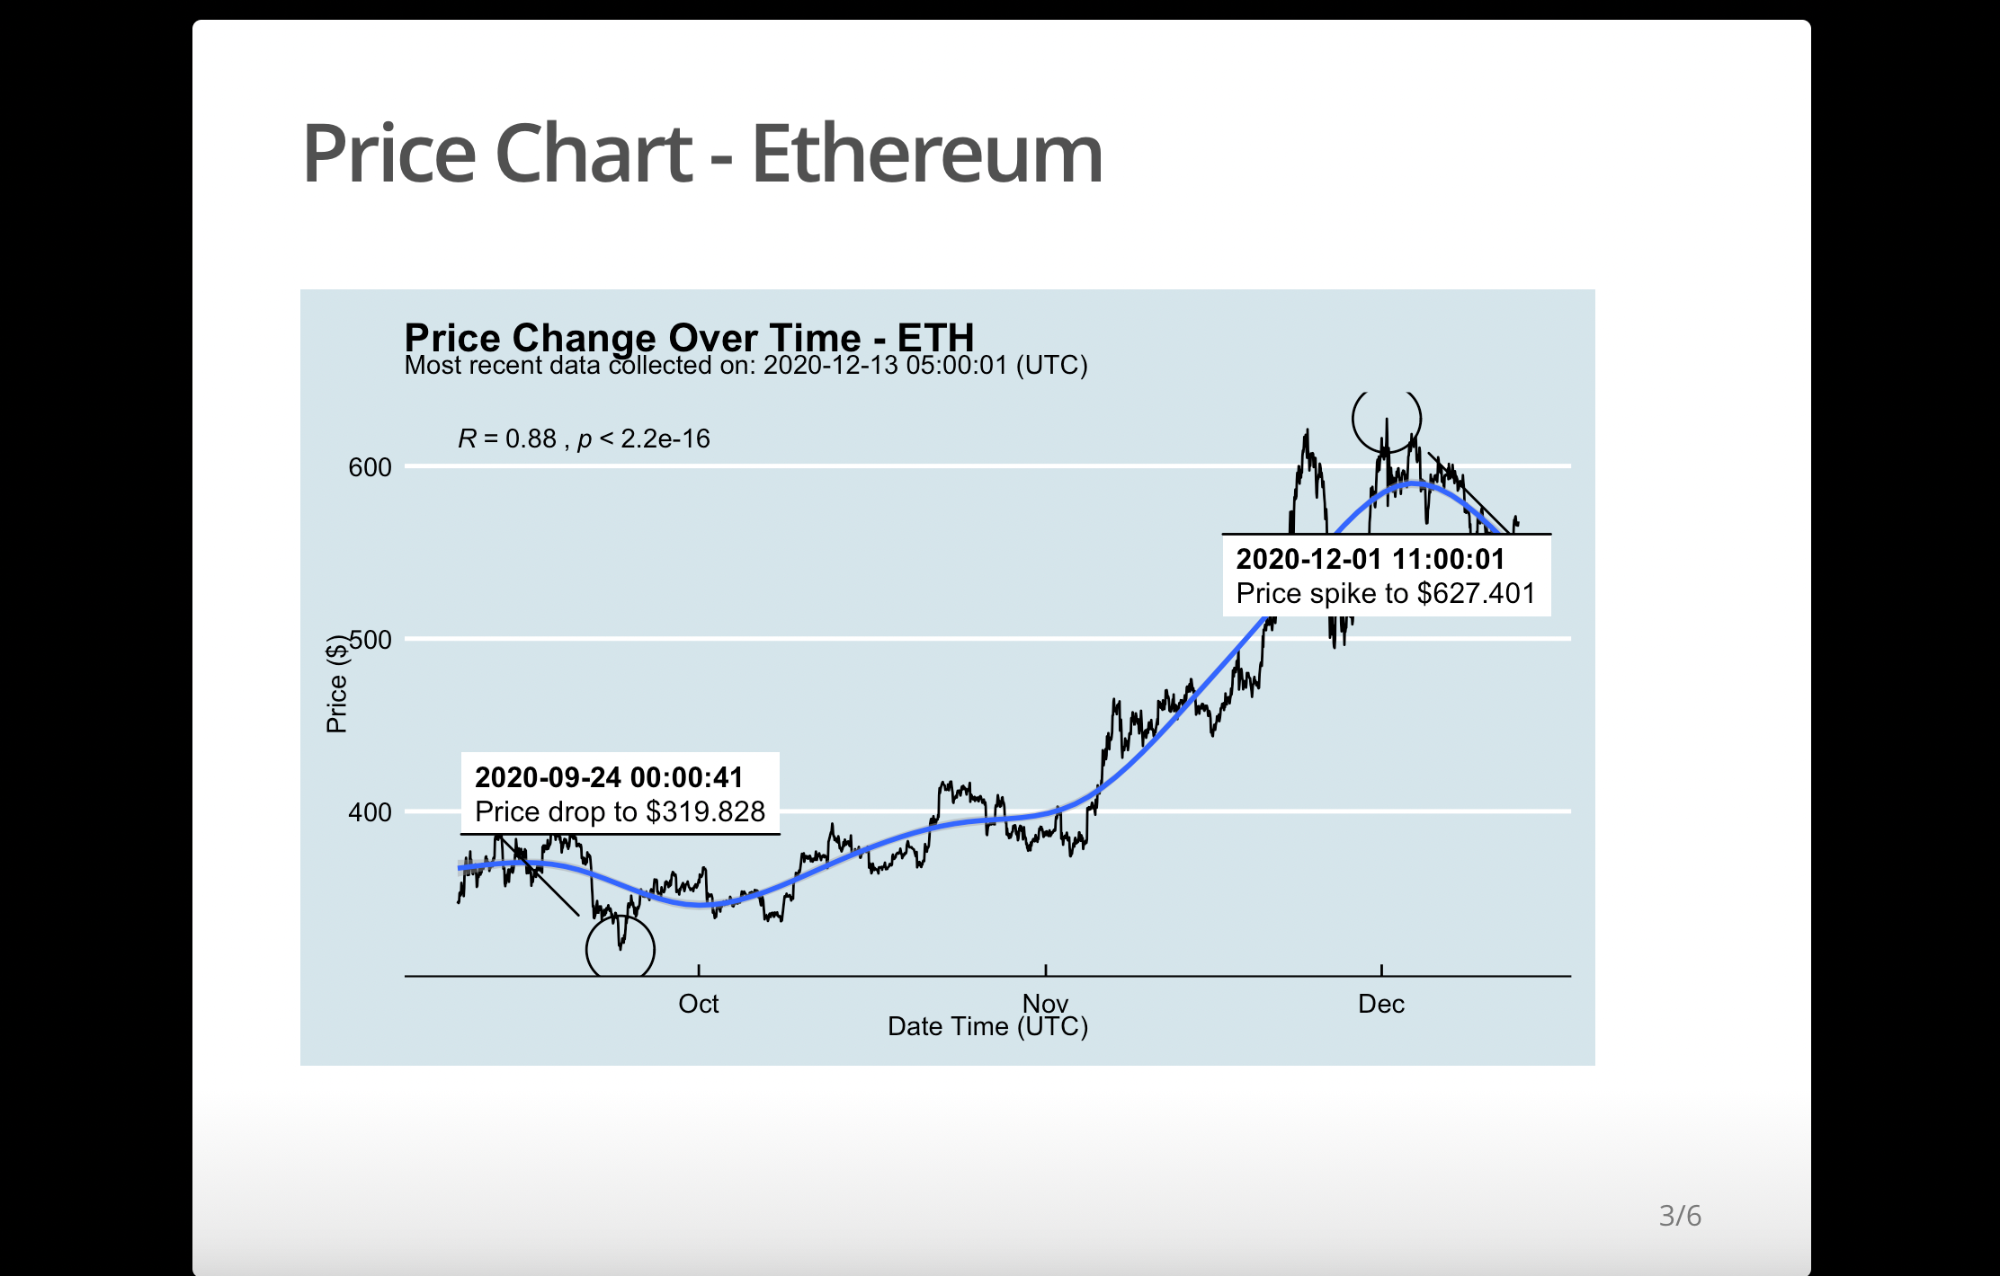 Price Chart - Ethereum
Price Change Over Time - ETH
Most recent data collected on: 2020-12-13 05:00:01 (UTC)
R = 0.88 , p < 2.2e-16
600
500
400
Price ($)
2020-12-01 11:00:01
Price spike to $627.401
2020-09-24 00:00:41
Price drop to $319.828
Oct
Nov
Dec
Date Time (UTC)
3/6